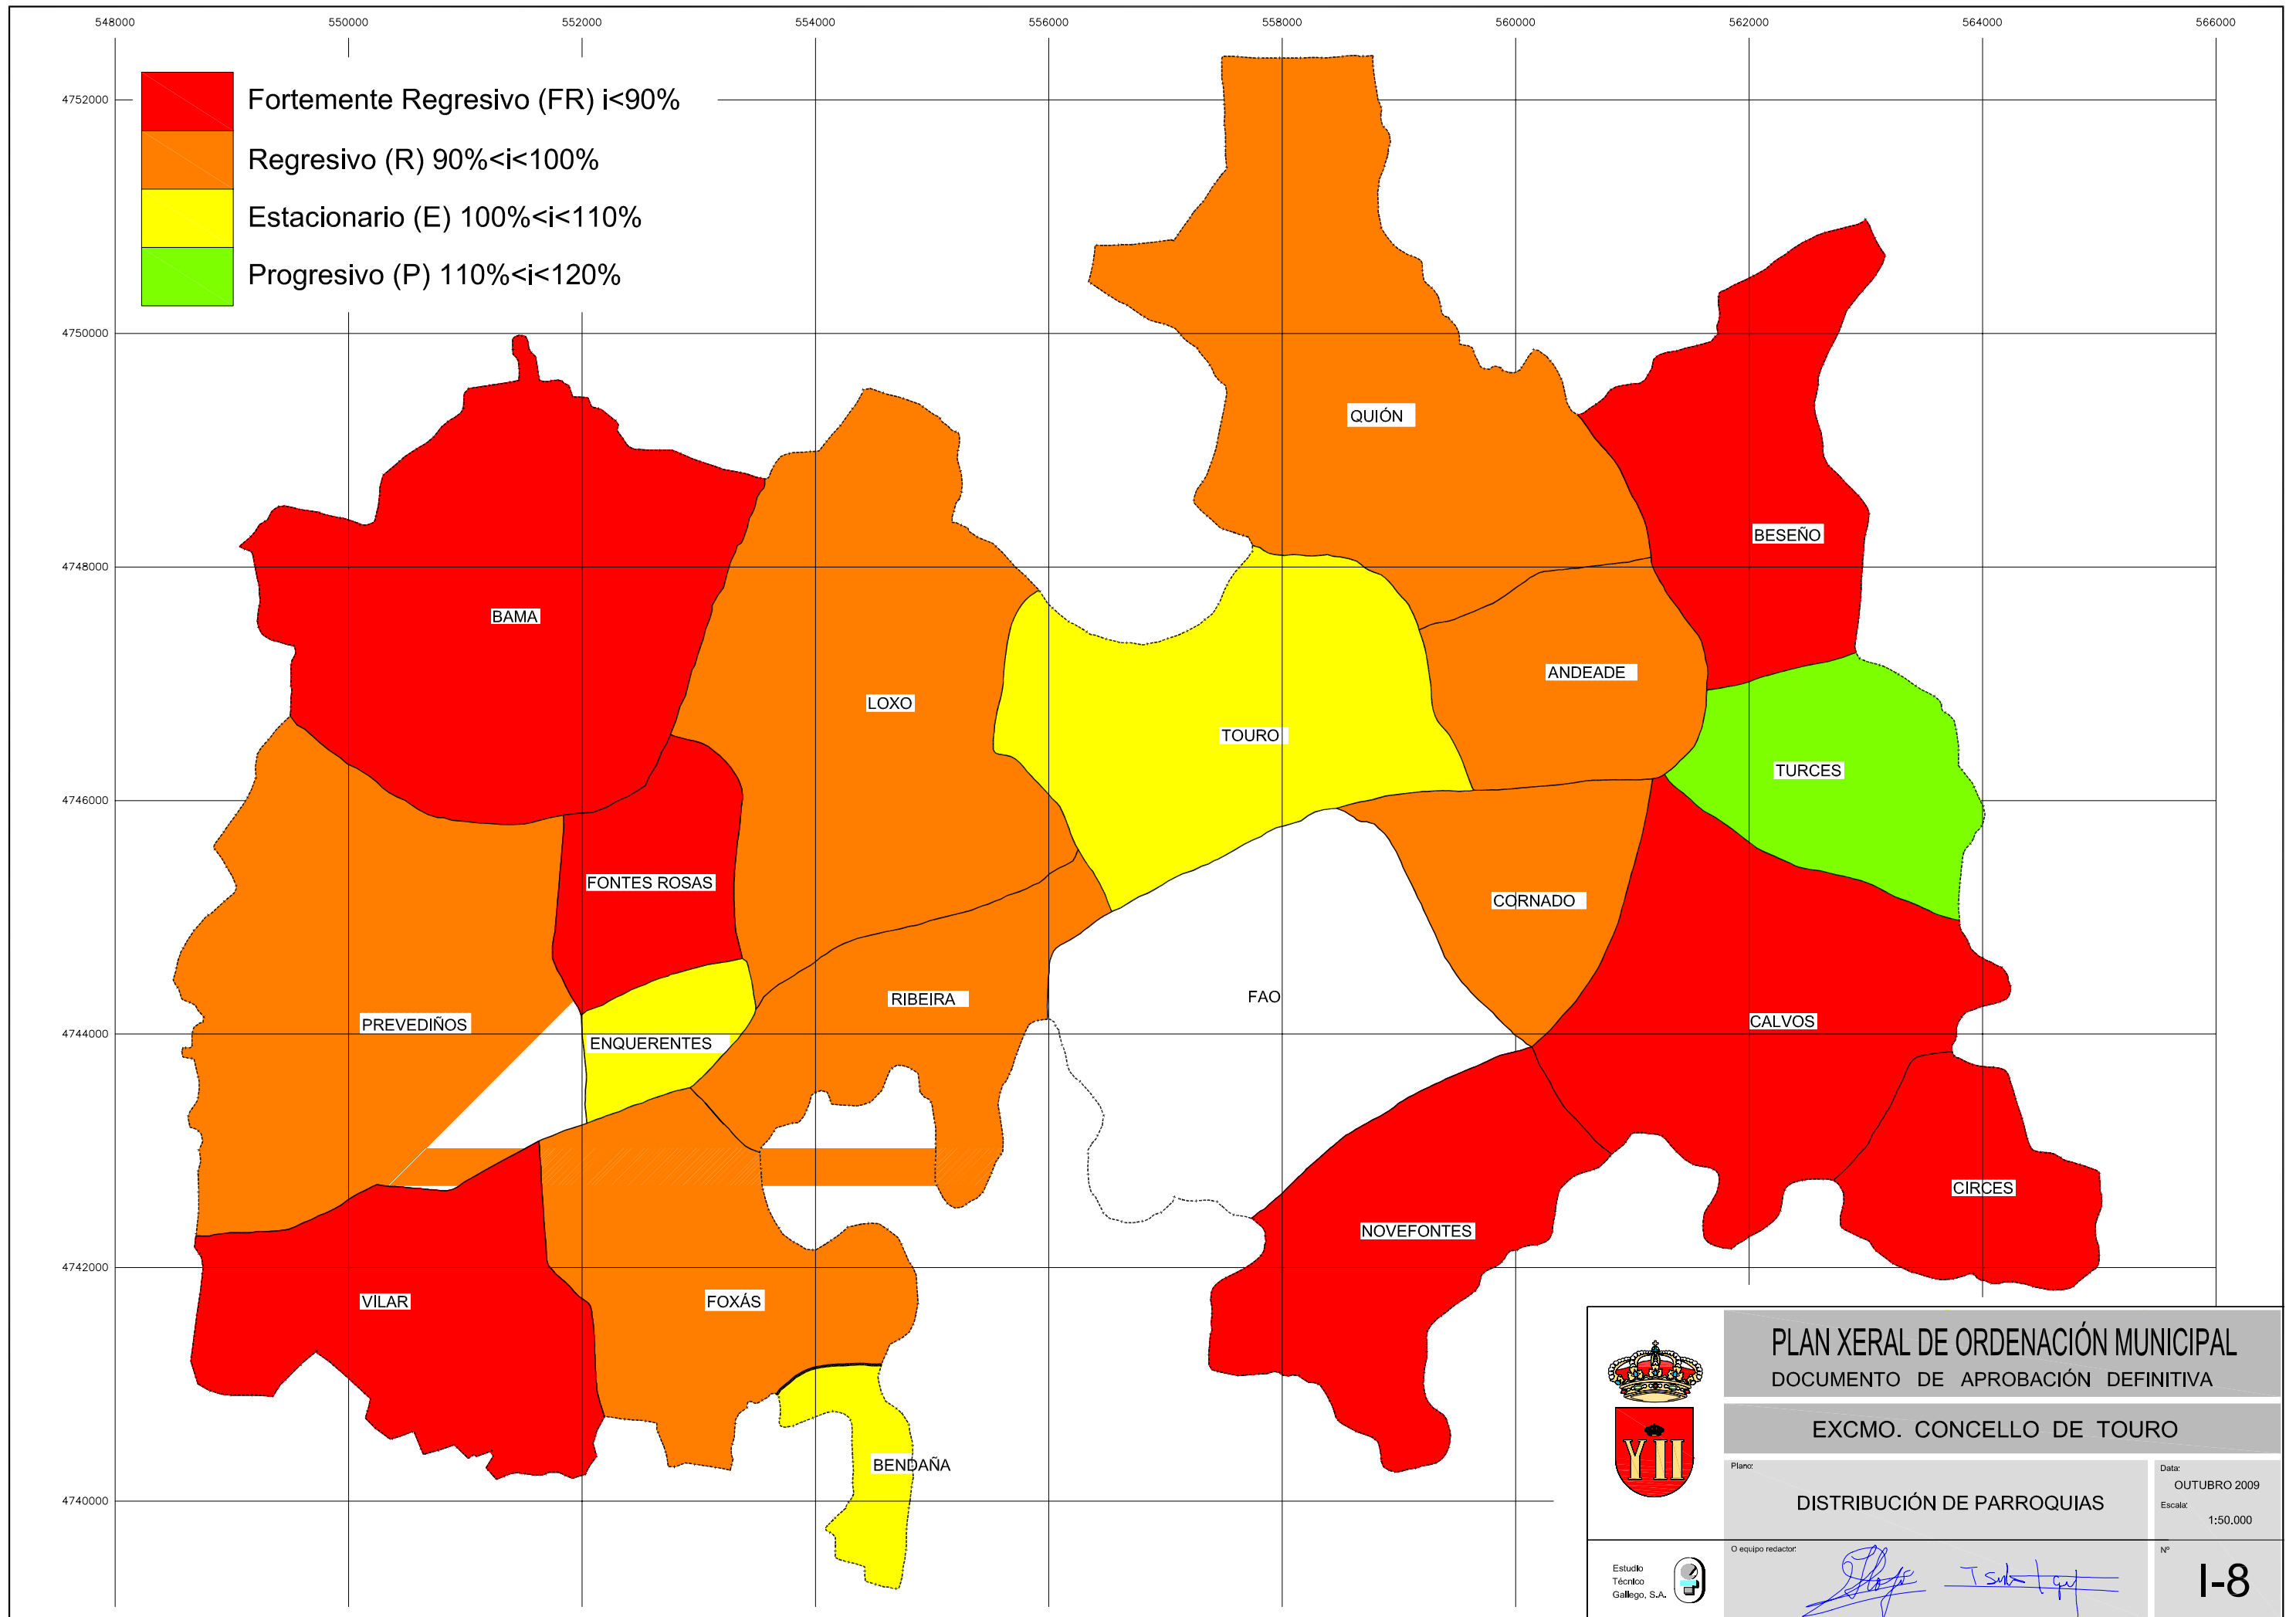 548000 550000 552000 554000 556000 558000 560000 562000 564000 566000
4752000
4750000
4748000
4746000
4744000
4742000
4740000
Fortemente Regresivo (FR) i<90%
Regresivo (R) 90%<i<100%
Estacionario (E) 100%<i<110%
Progresivo (P) 110%<i<120%
QUIÓN
BESEÑO
BAMA
ANDEADE
LOXO
TOURO
TURCES
FONTES ROSAS
CORNADO
RIBEIRA
FAO
PREVEDIÑOS
CALVOS
ENQUERENTES
CIRCES
NOVEFONTES
VILAR
FOXÁS
BENDAÑA
PLAN XERAL DE ORDENACIÓN MUNICIPAL
DOCUMENTO DE APROBACIÓN DEFINITIVA
EXCMO. CONCELLO DE TOURO
Plano:
DISTRIBUCIÓN DE PARROQUIAS
Data:
OUTUBRO 2009
Escala:
1:50.000
O equipo redactor:
Nº
I-8
Estudio
Técnico
Gallego, S.A.
YII